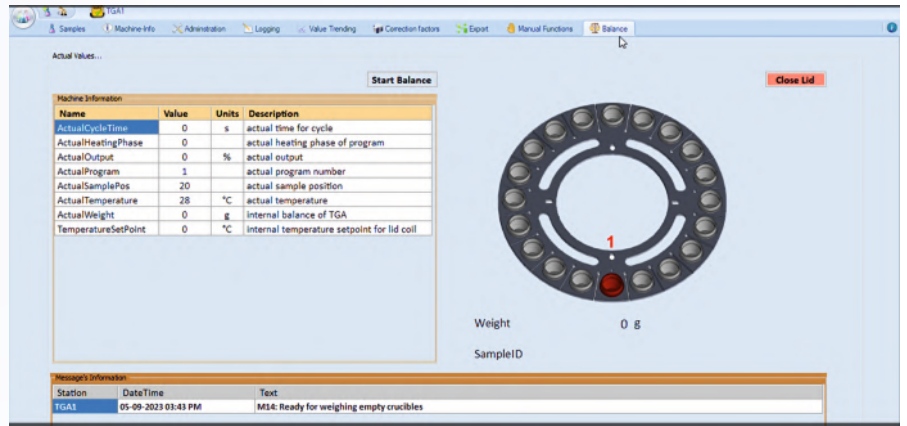 TGA1
Samples Machine-Info Adminstration Logging Value Trending Correction factors Export Manual Functions Balance
Actual Values...
Start Balance
Close Lid
Machine Information
Name Value Units Description
ActualCycleTime 0 s actual time for cycle
ActualHeatingPhase 0 actual heating phase of program
ActualOutput 0 % actual output
ActualProgram 1 actual program number
ActualSamplePos 20 actual sample position
ActualTemperature 28 °C actual temperature
ActualWeight 0 g internal balance of TGA
TemperatureSetPoint 0 °C internal temperature setpoint for lid coil
1
Weight 0 g
SampleID
Message's Information
Station DateTime Text
TGA1 05-09-2023 03:43 PM M14: Ready for weighing empty crucibles